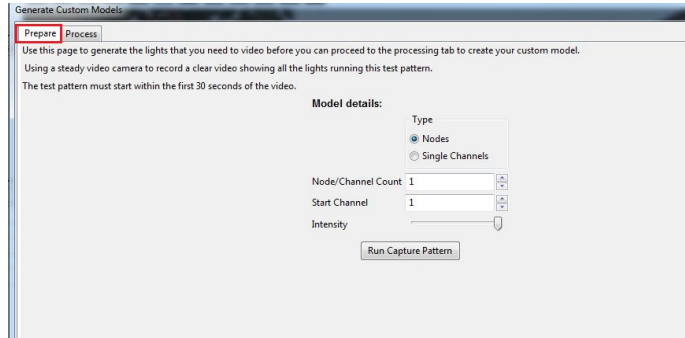 Generate Custom Models
Prepare Process
Use this page to generate the lights that you need to video before you can proceed to the processing tab to create your custom model.
Using a steady video camera to record a clear video showing all the lights running this test pattern.
The test pattern must start within the first 30 seconds of the video.
Model details:
Type
Nodes
Single Channels
Node/Channel Count 1
Start Channel 1
Intensity
Run Capture Pattern